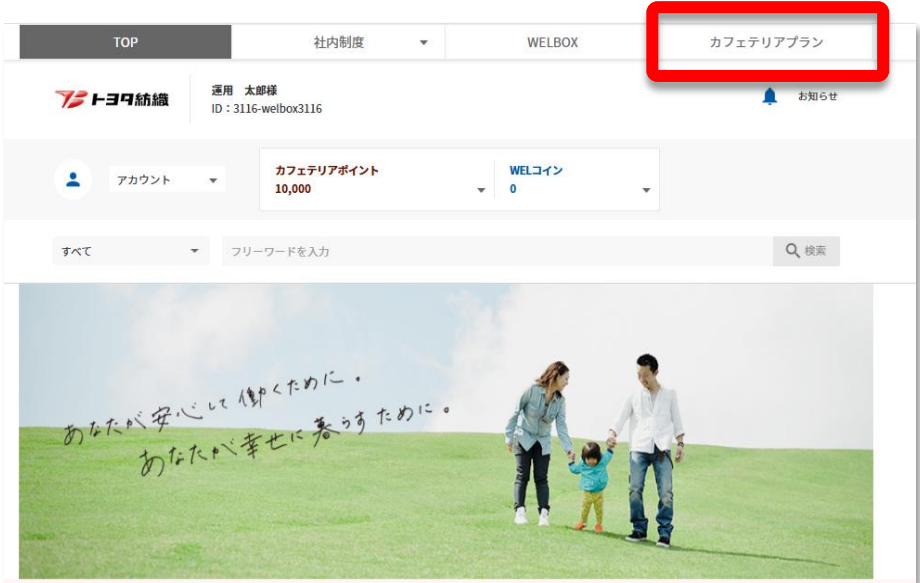 TOP 社内制度 WELBOX カフェテリアプラン
トヨタ紡織
運用 太郎様
ID：3116-welbox3116
お知らせ
アカウント
カフェテリアポイント
10,000
WELコイン
0
すべて フリーワードを入力 検索
あなたが安心して働くために。
あなたが幸せに暮らすために。